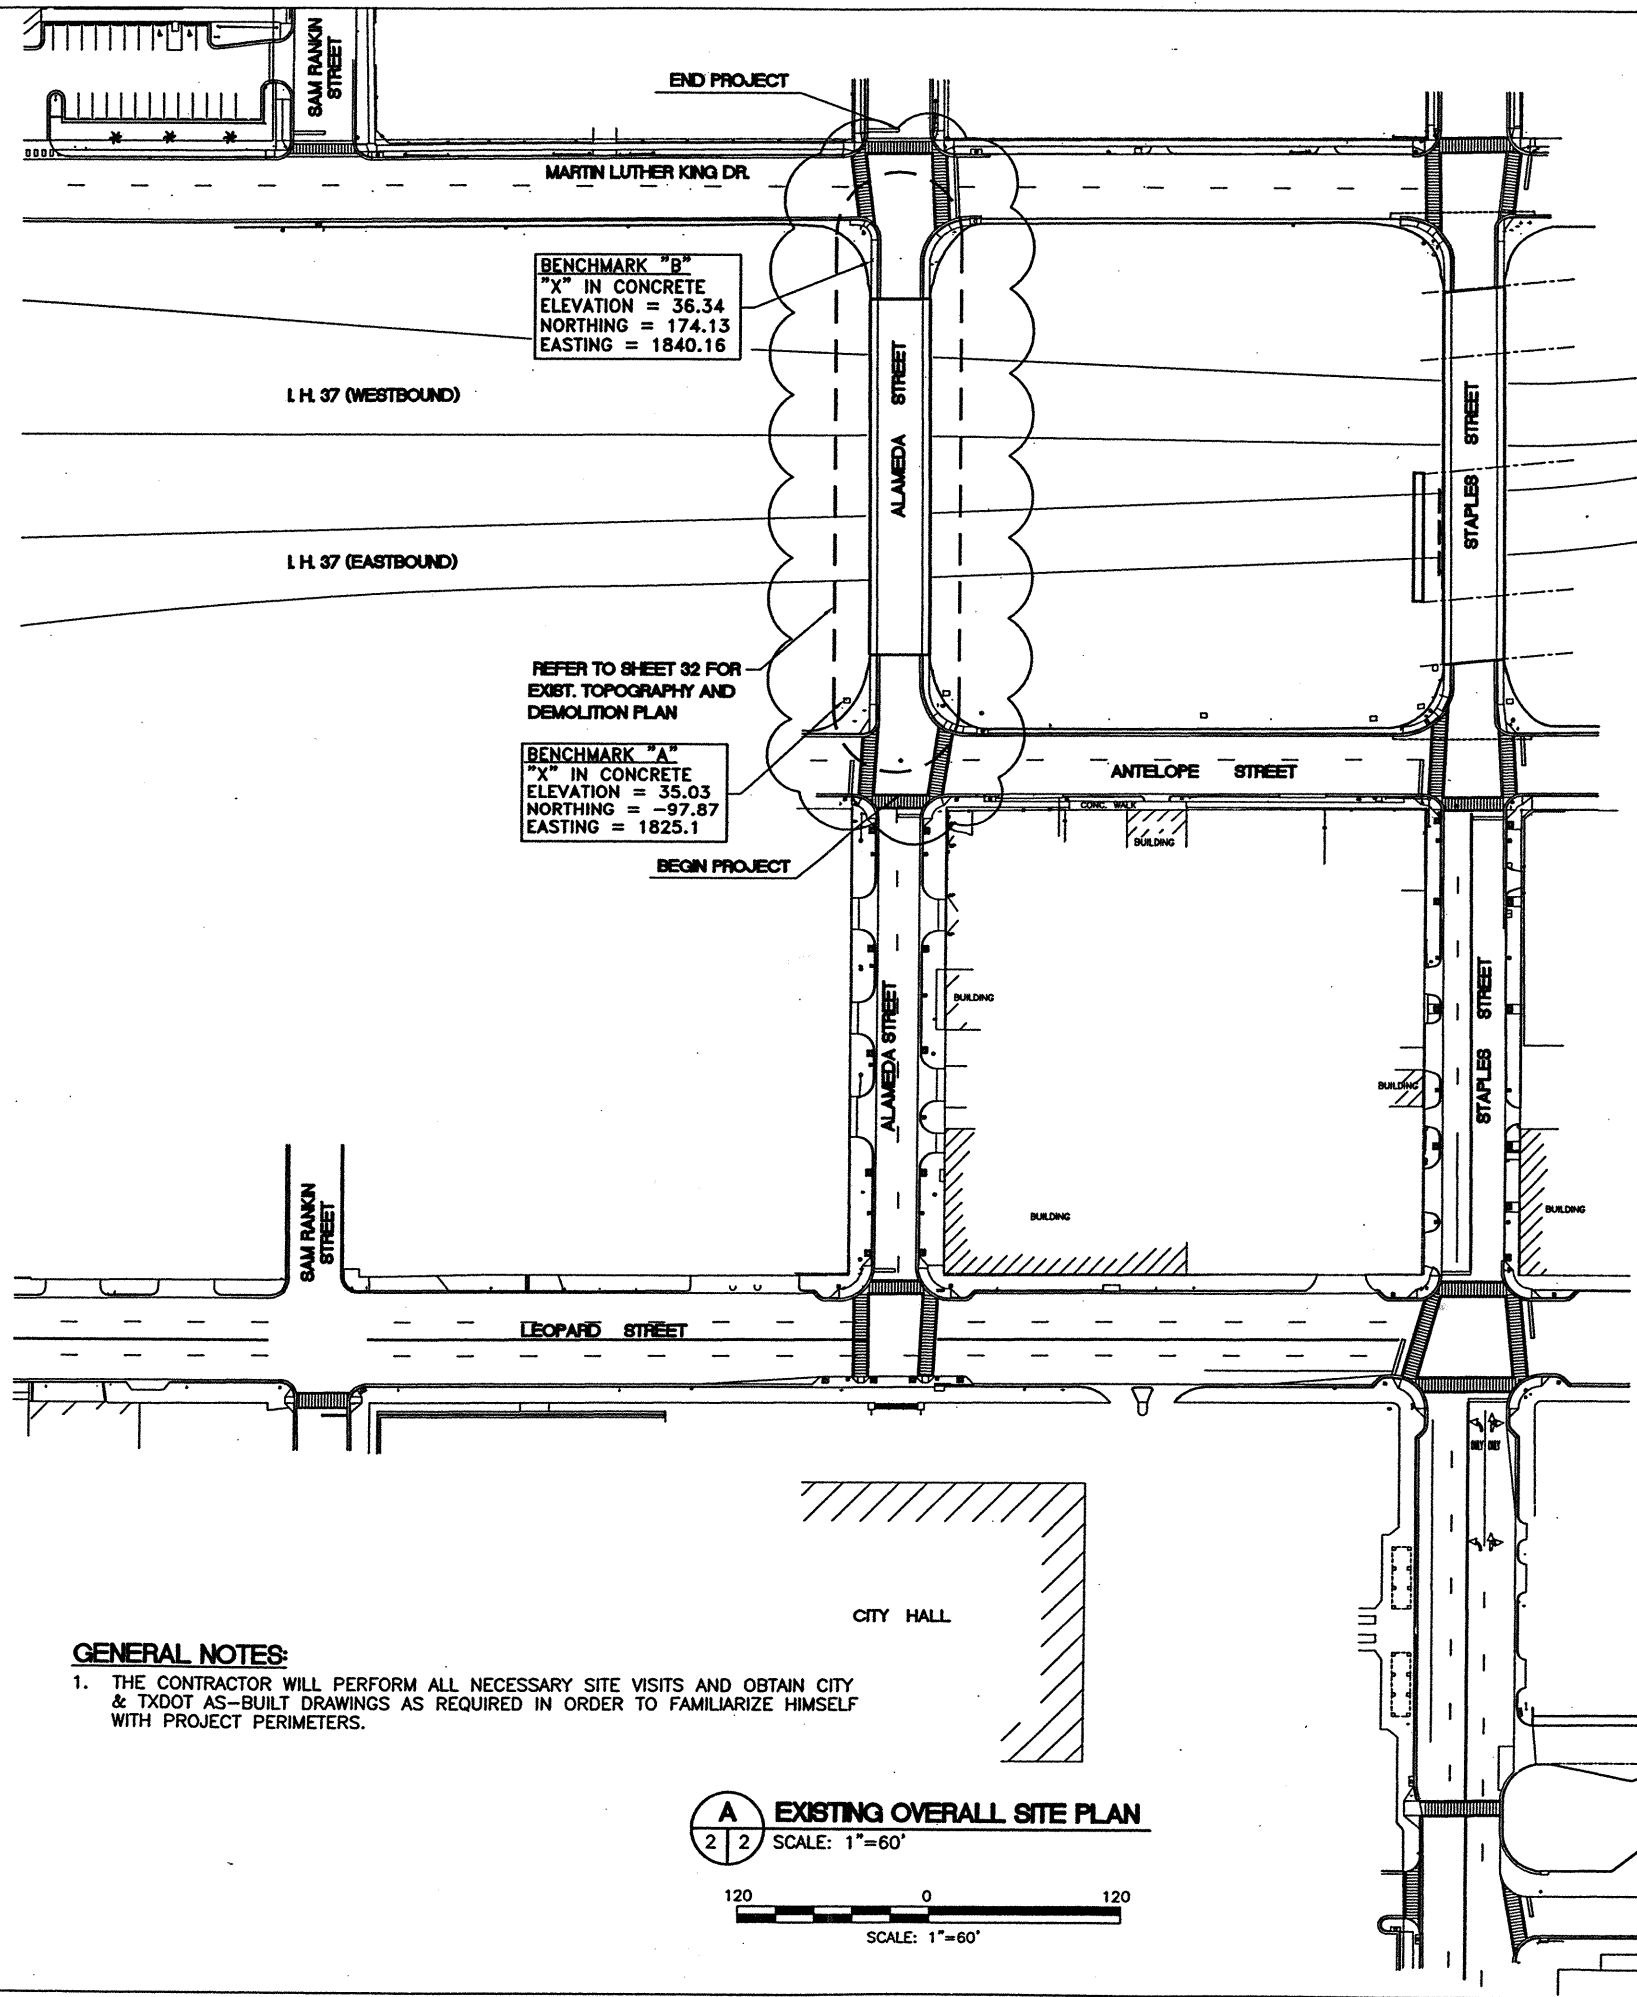 SAM RANKIN
STREET
END PROJECT
MARTIN LUTHER KING DR.
BENCHMARK "B"
"X" IN CONCRETE
ELEVATION = 36.34
NORTHING = 174.13
EASTING = 1840.16
I. H. 37 (WESTBOUND)
ALAMEDA STREET
STAPLES STREET
I. H. 37 (EASTBOUND)
REFER TO SHEET 32 FOR
EXIST. TOPOGRAPHY AND
DEMOLITION PLAN
BENCHMARK "A"
"X" IN CONCRETE
ELEVATION = 35.03
NORTHING = -97.87
EASTING = 1825.1
ANTELOPE STREET
CONC. WALK
BUILDING
BEGIN PROJECT
BUILDING
ALAMEDA STREET
STAPLES STREET
BUILDING
SAM RANKIN
STREET
BUILDING
BUILDING
LEOPARD STREET
ONLY ONLY
CITY HALL
GENERAL NOTES:
1. THE CONTRACTOR WILL PERFORM ALL NECESSARY SITE VISITS AND OBTAIN CITY
& TXDOT AS-BUILT DRAWINGS AS REQUIRED IN ORDER TO FAMILIARIZE HIMSELF
WITH PROJECT PERIMETERS.
A
2 2
EXISTING OVERALL SITE PLAN
SCALE: 1"=60'
120 0 120
SCALE: 1"=60'